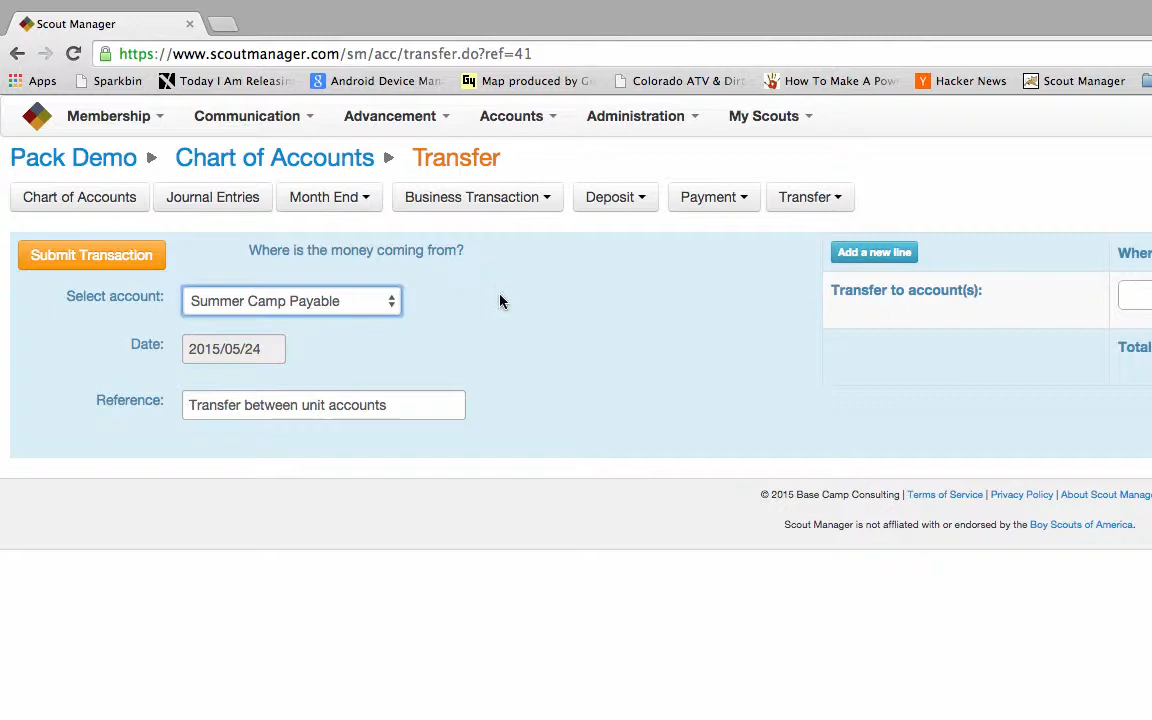 Scout Manager
https://www.scoutmanager.com/sm/acc/transfer.do?ref=41
Apps Sparkbin Today I Am Releasin Android Device Man Map produced by G Colorado ATV & Dirt How To Make A Pow Hacker News Scout Manager
Membership Communication Advancement Accounts Administration My Scouts
Pack Demo Chart of Accounts Transfer
Chart of Accounts Journal Entries Month End Business Transaction Deposit Payment Transfer
Submit Transaction Where is the money coming from? Add a new line Wher
Select account: Summer Camp Payable Transfer to account(s):
Date: 2015/05/24 Total
Reference: Transfer between unit accounts
© 2015 Base Camp Consulting | Terms of Service | Privacy Policy | About Scout Manag
Scout Manager is not affliated with or endorsed by the Boy Scouts of America.